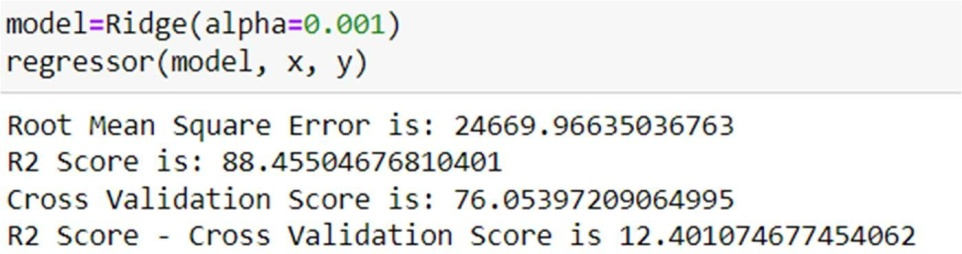 model=Ridge(alpha=0.001)
regressor(model, x, y)
Root Mean Square Error is: 24669.96635036763
R2 Score is: 88.45504676810401
Cross Validation Score is: 76.05397209064995
R2 Score - Cross Validation Score is 12.401074677454062